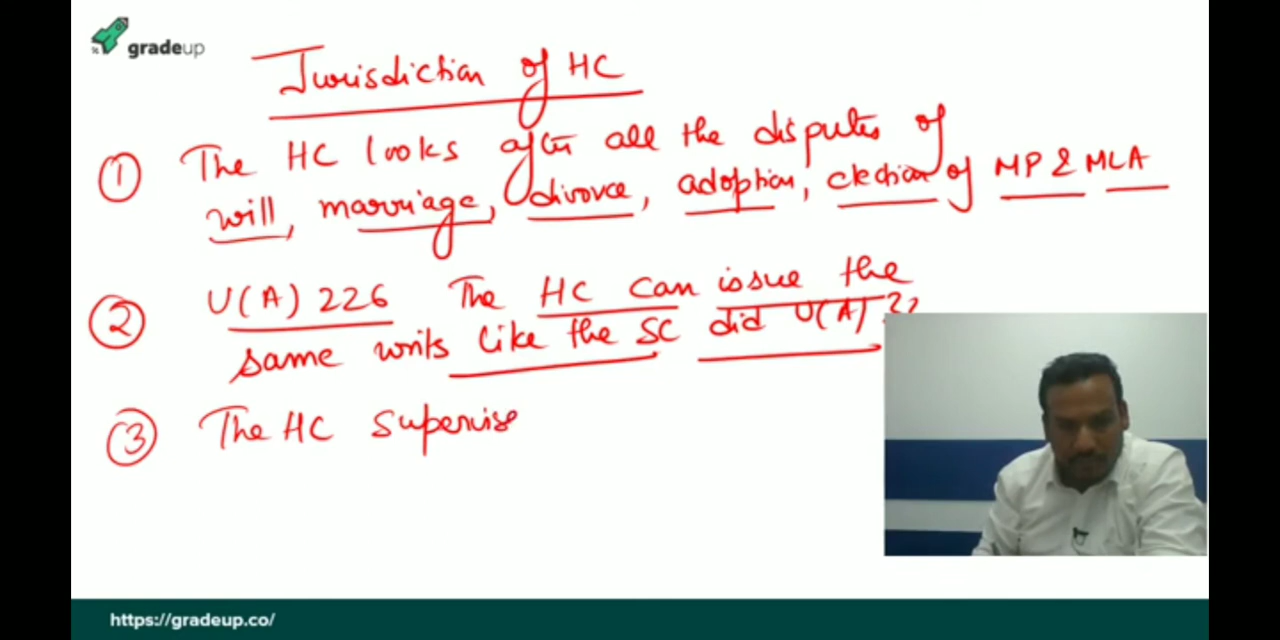 gradeup
Jurisdiction of HC
① The HC looks after all the disputes of
will, marriage, divorce, adoption, election of MP & MLA
② U(A) 226 The HC can issue the
same writs like the SC did U(A)
③ The HC supervise
https://gradeup.co/